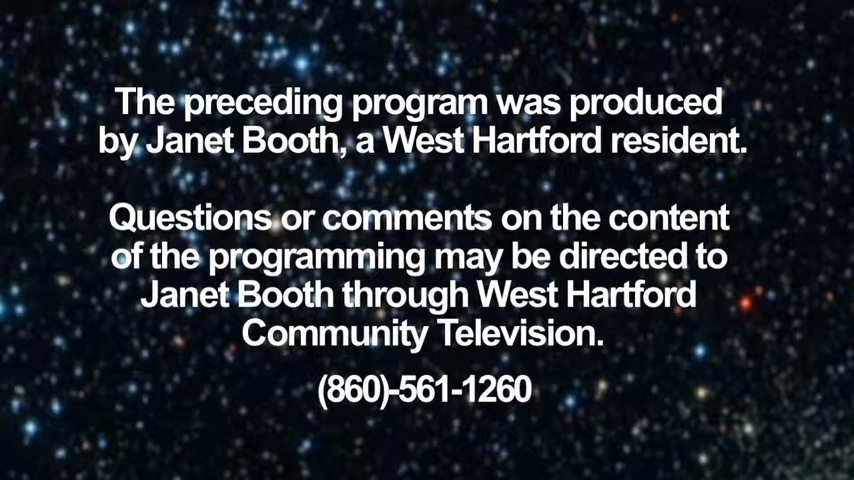 The preceding program was produced
by Janet Booth, a West Hartford resident.
Questions or comments on the content
of the programming may be directed to
Janet Booth through West Hartford
Community Television.
(860)-561-1260